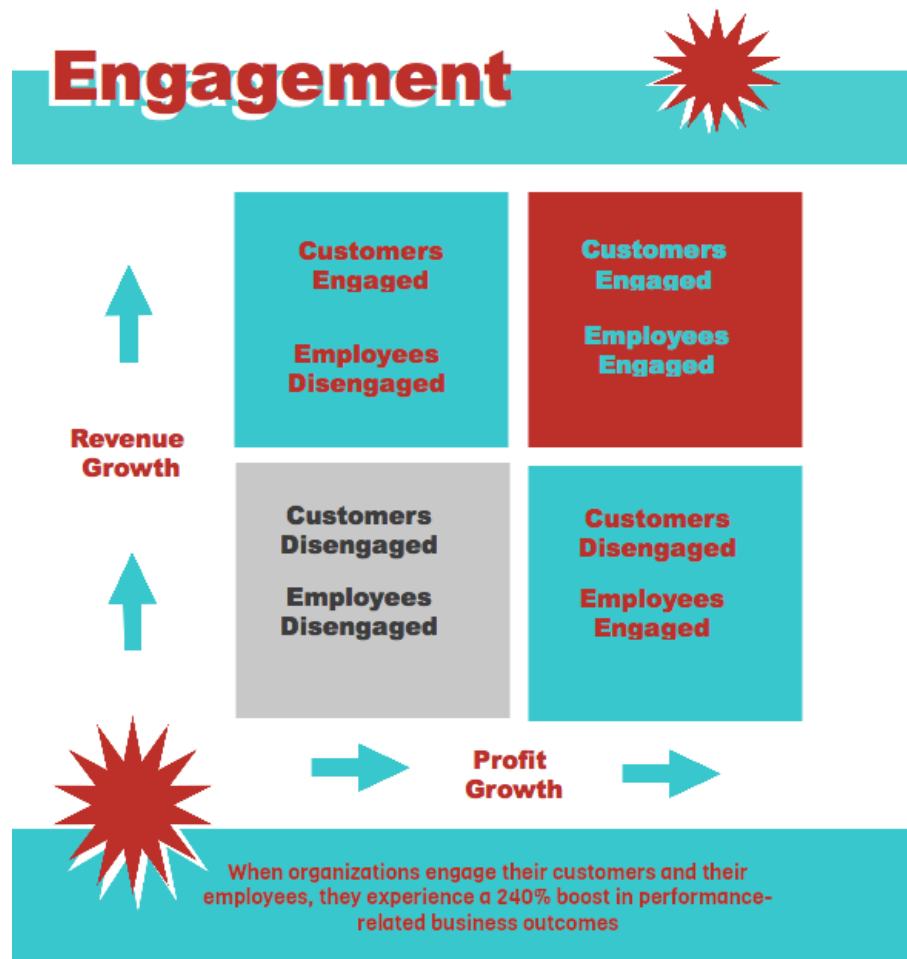 Engagement
Customers
Engaged
Employees
Disengaged
Customers
Engaged
Employees
Engaged
Revenue
Growth
Customers
Disengaged
Employees
Disengaged
Customers
Disengaged
Employees
Engaged
Profit
Growth
When organizations engage their customers and their
employees, they experience a 240% boost in performance-
related business outcomes